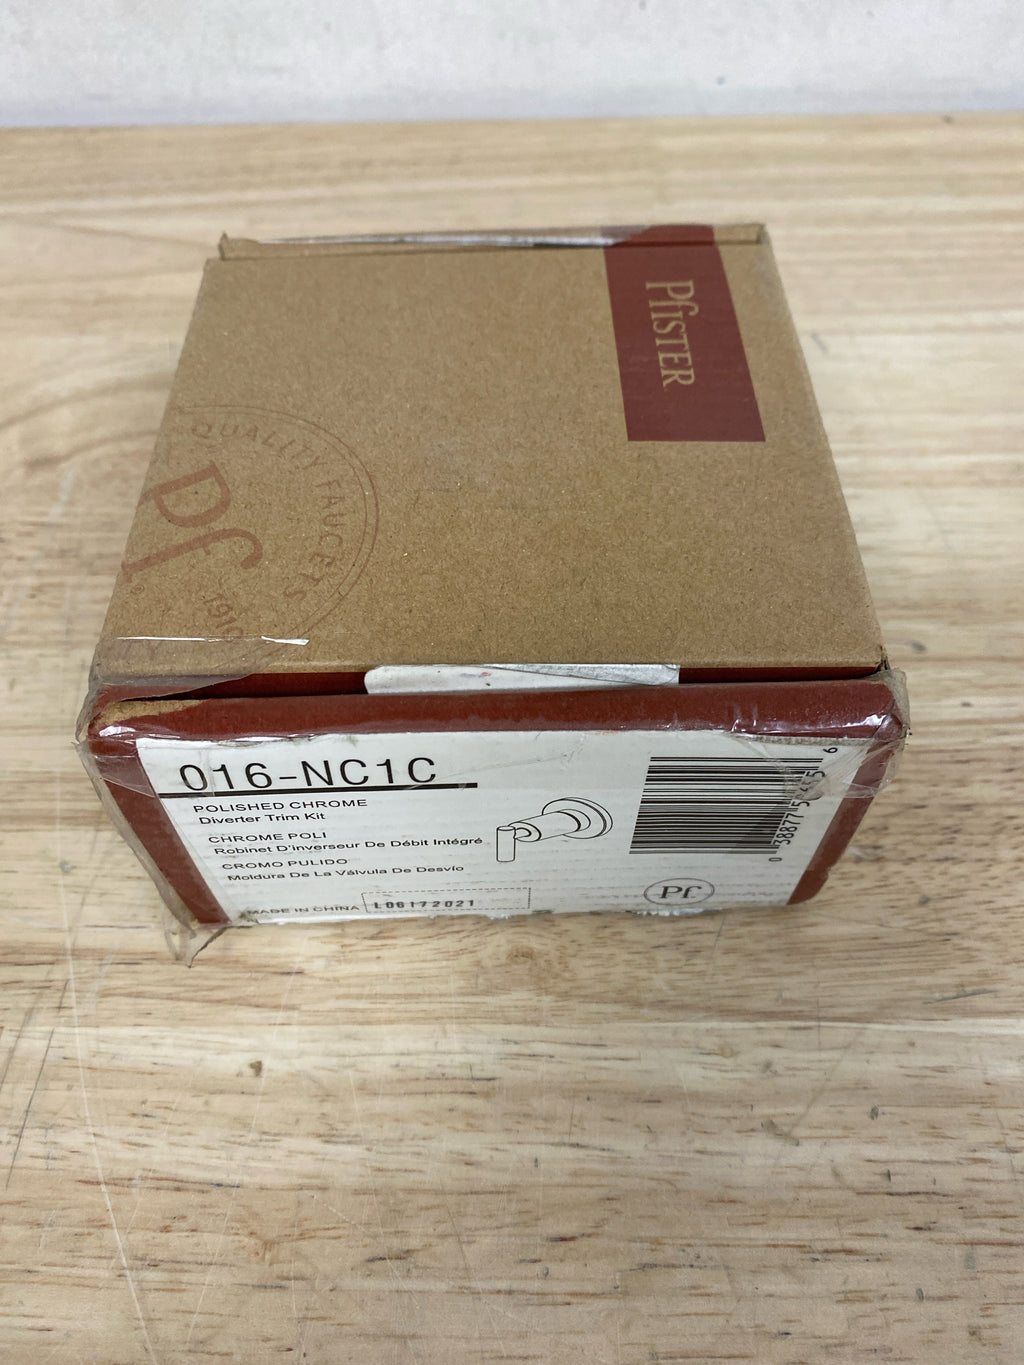 PfISTER
QUALITY FAUCETS
Pf
1910
016-NC1C
POLISHED CHROME
Diverter Trim Kit
CHROME POLI
Robinet D'inverseur De Débit Intégré
CROMO PULIDO
Moldura De La Válvula De Desvío
MADE IN CHINA
L06172021
Pf